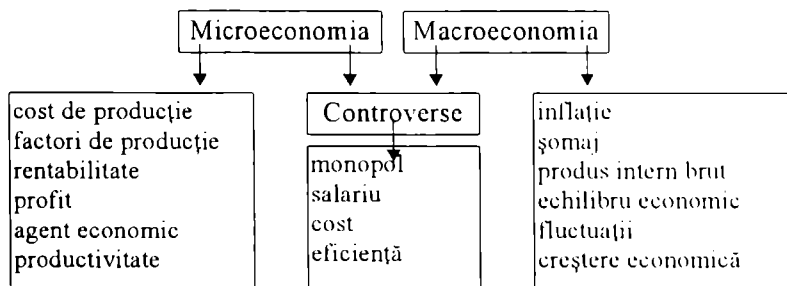 Microeconomia
Macroeconomia
cost de producție
factori de producție
rentabilitate
profit
agent economic
productivitate
Controverse
monopol
salariu
cost
eficiență
inflație
șomaj
produs intern brut
echilibru economic
fluctuații
creștere economică